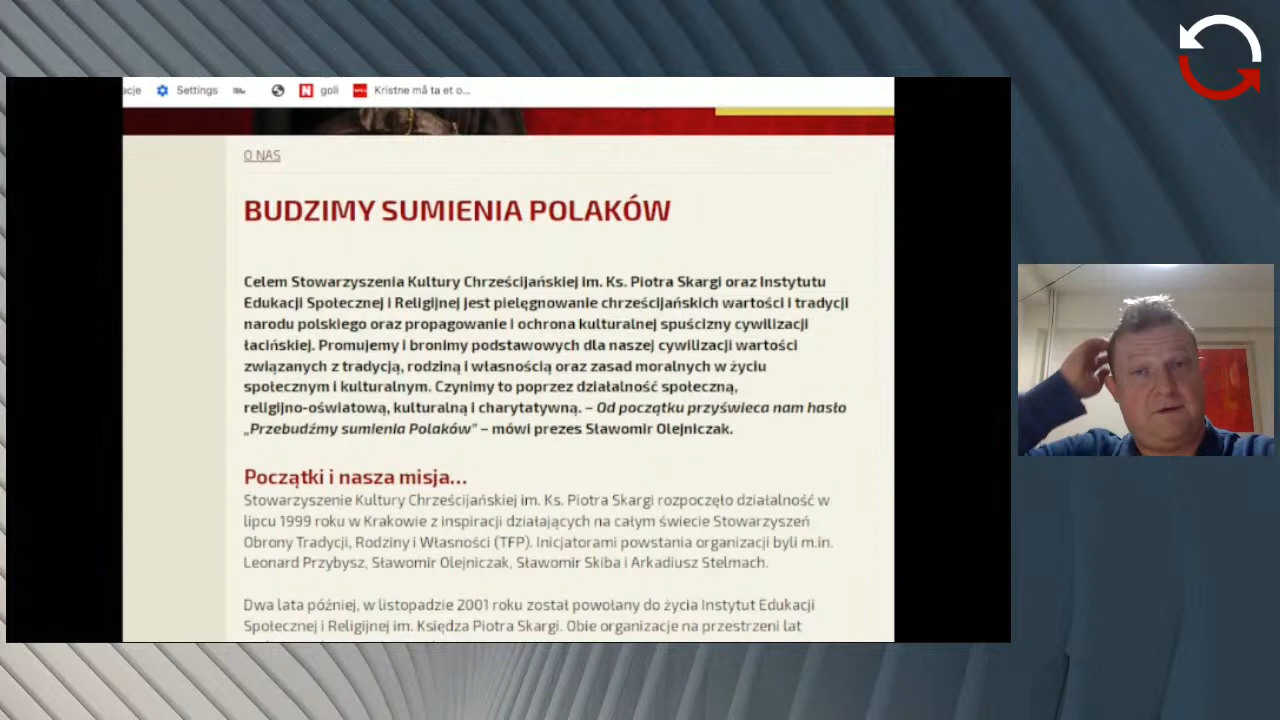 Settings
goli
Kristne må ta et o...
O NAS
BUDZIMY SUMIENIA POLAKÓW
Celem Stowarzyszenia Kultury Chrześcijańskiej im. Ks. Piotra Skargi oraz Instytutu
Edukacji Społecznej i Religijnej jest pielęgnowanie chrześcijańskich wartości i tradycji
narodu polskiego oraz propagowanie i ochrona kulturalnej spuścizny cywilizacji
łacińskiej. Promujemy i bronimy podstawowych dla naszej cywilizacji wartości
związanych z tradycją, rodziną i własnością oraz zasad moralnych w życiu
społecznym i kulturalnym. Czynimy to poprzez działalność społeczną,
religijno-oświatową, kulturalną i charytatywną. – Od początku przyświeca nam hasło
„Przebudźmy sumienia Polaków” – mówi prezes Sławomir Olejniczak.
Początki i nasza misja...
Stowarzyszenie Kultury Chrześcijańskiej im. Ks. Piotra Skargi rozpoczęło działalność w
lipcu 1999 roku w Krakowie z inspiracji działających na całym świecie Stowarzyszeń
Obrony Tradycji, Rodziny i Własności (TFP). Inicjatorami powstania organizacji byli m.in.
Leonard Przybysz, Sławomir Olejniczak, Sławomir Skiba i Arkadiusz Stelmach.
Dwa lata później, w listopadzie 2001 roku został powołany do życia Instytut Edukacji
Społecznej i Religijnej im. Księdza Piotra Skargi. Obie organizacje na przestrzeni lat